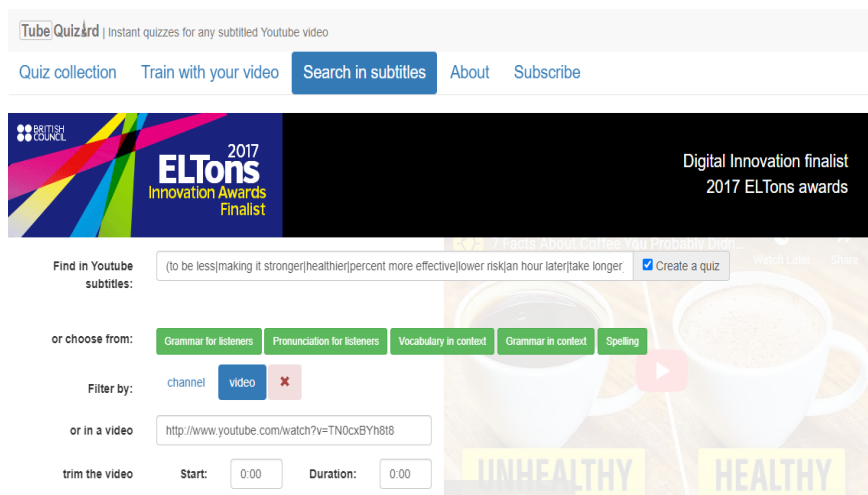 TubeQuizard | Instant quizzes for any subtitled Youtube video
Quiz collection Train with your video Search in subtitles About Subscribe
BRITISH
COUNCIL
2017
ELTons
Innovation Awards
Finalist
Digital Innovation finalist
2017 ELTons awards
7 Facts About Coffee You Probably Didn...
Watch Later Share
Find in Youtube
subtitles:
(to be less|making it stronger|healthier|percent more effective|lower risk|an hour later|take longer
Create a quiz
or choose from:
Grammar for listeners Pronunciation for listeners Vocabulary in context Grammar in context Spelling
Filter by:
channel video ✖
or in a video
http://www.youtube.com/watch?v=TN0cxBYh8t8
trim the video Start: 0:00 Duration: 0:00
UNHEALTHY HEALTHY